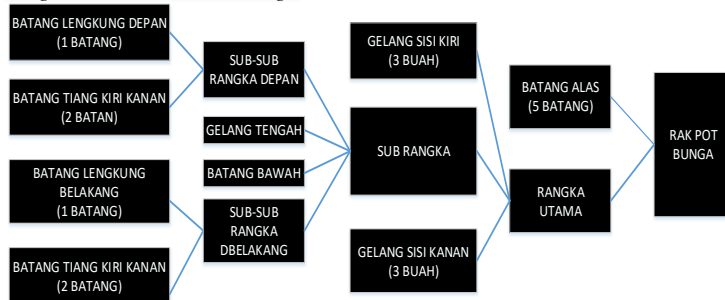 BATANG LENGKUNG DEPAN
(1 BATANG)
BATANG TIANG KIRI KANAN
(2 BATAN)
BATANG LENGKUNG
BELAKANG
(1 BATANG)
BATANG TIANG KIRI KANAN
(2 BATANG)
SUB-SUB
RANGKA DEPAN
GELANG TENGAH
BATANG BAWAH
SUB-SUB
RANGKA
DBELAKANG
GELANG SISI KIRI
(3 BUAH)
SUB RANGKA
GELANG SISI KANAN
(3 BUAH)
BATANG ALAS
(5 BATANG)
RANGKA
UTAMA
RAK POT
BUNGA